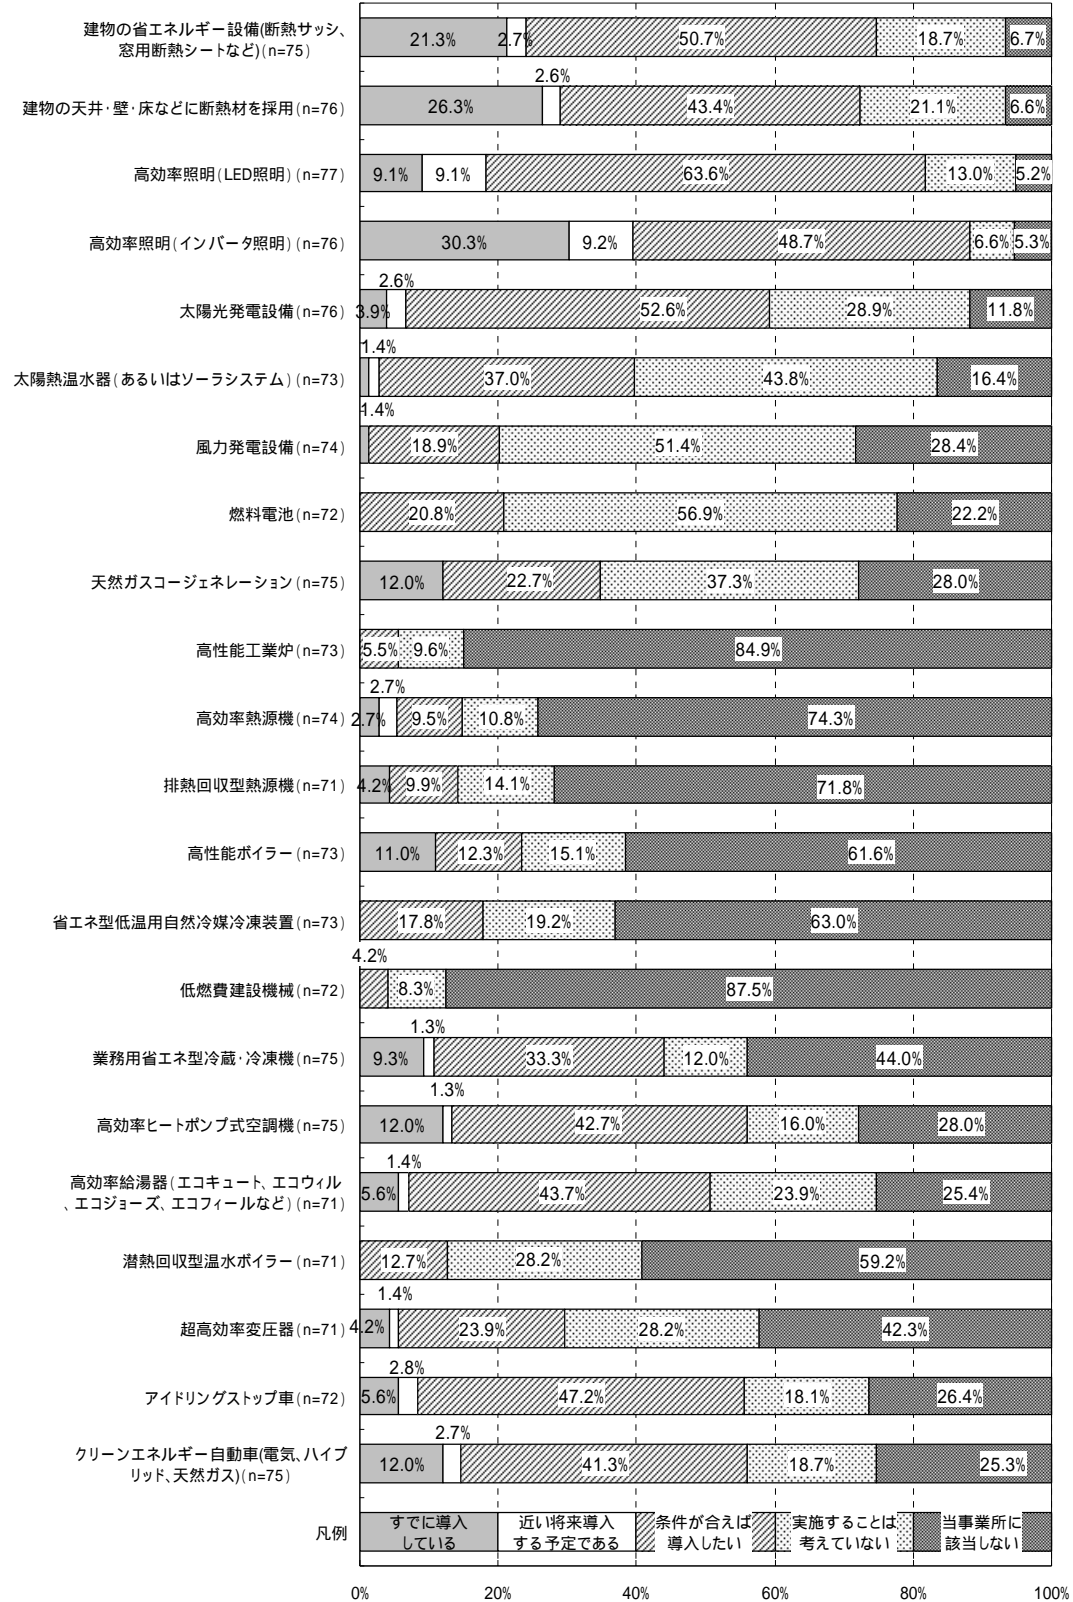 建物の省エネルギー設備(断熱サッシ、
窓用断熱シートなど)(n=75)
21.3%
2.7%
50.7%
18.7%
6.7%
2.6%
建物の天井・壁・床などに断熱材を採用(n=76)
26.3%
43.4%
21.1%
6.6%
高効率照明(LED照明)(n=77)
9.1%
9.1%
63.6%
13.0%
5.2%
高効率照明(インバータ照明)(n=76)
30.3%
9.2%
48.7%
6.6%
5.3%
2.6%
太陽光発電設備(n=76)
3.9%
52.6%
28.9%
11.8%
1.4%
太陽熱温水器(あるいはソーラシステム)(n=73)
37.0%
43.8%
16.4%
1.4%
風力発電設備(n=74)
18.9%
51.4%
28.4%
燃料電池(n=72)
20.8%
56.9%
22.2%
天然ガスコージェネレーション(n=75)
12.0%
22.7%
37.3%
28.0%
高性能工業炉(n=73)
5.5%
9.6%
84.9%
2.7%
高効率熱源機(n=74)
2.7%
9.5%
10.8%
74.3%
排熱回収型熱源機(n=71)
4.2%
9.9%
14.1%
71.8%
高性能ボイラー(n=73)
11.0%
12.3%
15.1%
61.6%
省エネ型低温用自然冷媒冷凍装置(n=73)
17.8%
19.2%
63.0%
4.2%
低燃費建設機械(n=72)
8.3%
87.5%
1.3%
業務用省エネ型冷蔵・冷凍機(n=75)
9.3%
33.3%
12.0%
44.0%
1.3%
高効率ヒートポンプ式空調機(n=75)
12.0%
42.7%
16.0%
28.0%
1.4%
高効率給湯器(エコキュート、エコウィル
、エコジョーズ、エコフィールなど)(n=71)
5.6%
43.7%
23.9%
25.4%
潜熱回収型温水ボイラー(n=71)
12.7%
28.2%
59.2%
1.4%
超高効率変圧器(n=71)
4.2%
23.9%
28.2%
42.3%
2.8%
アイドリングストップ車(n=72)
5.6%
47.2%
18.1%
26.4%
2.7%
クリーンエネルギー自動車(電気、ハイブ
リッド、天然ガス)(n=75)
12.0%
41.3%
18.7%
25.3%
凡例
すでに導入
している
近い将来導入
する予定である
条件が合えば
導入したい
実施することは
考えていない
当事業所に
該当しない
0%
20%
40%
60%
80%
100%